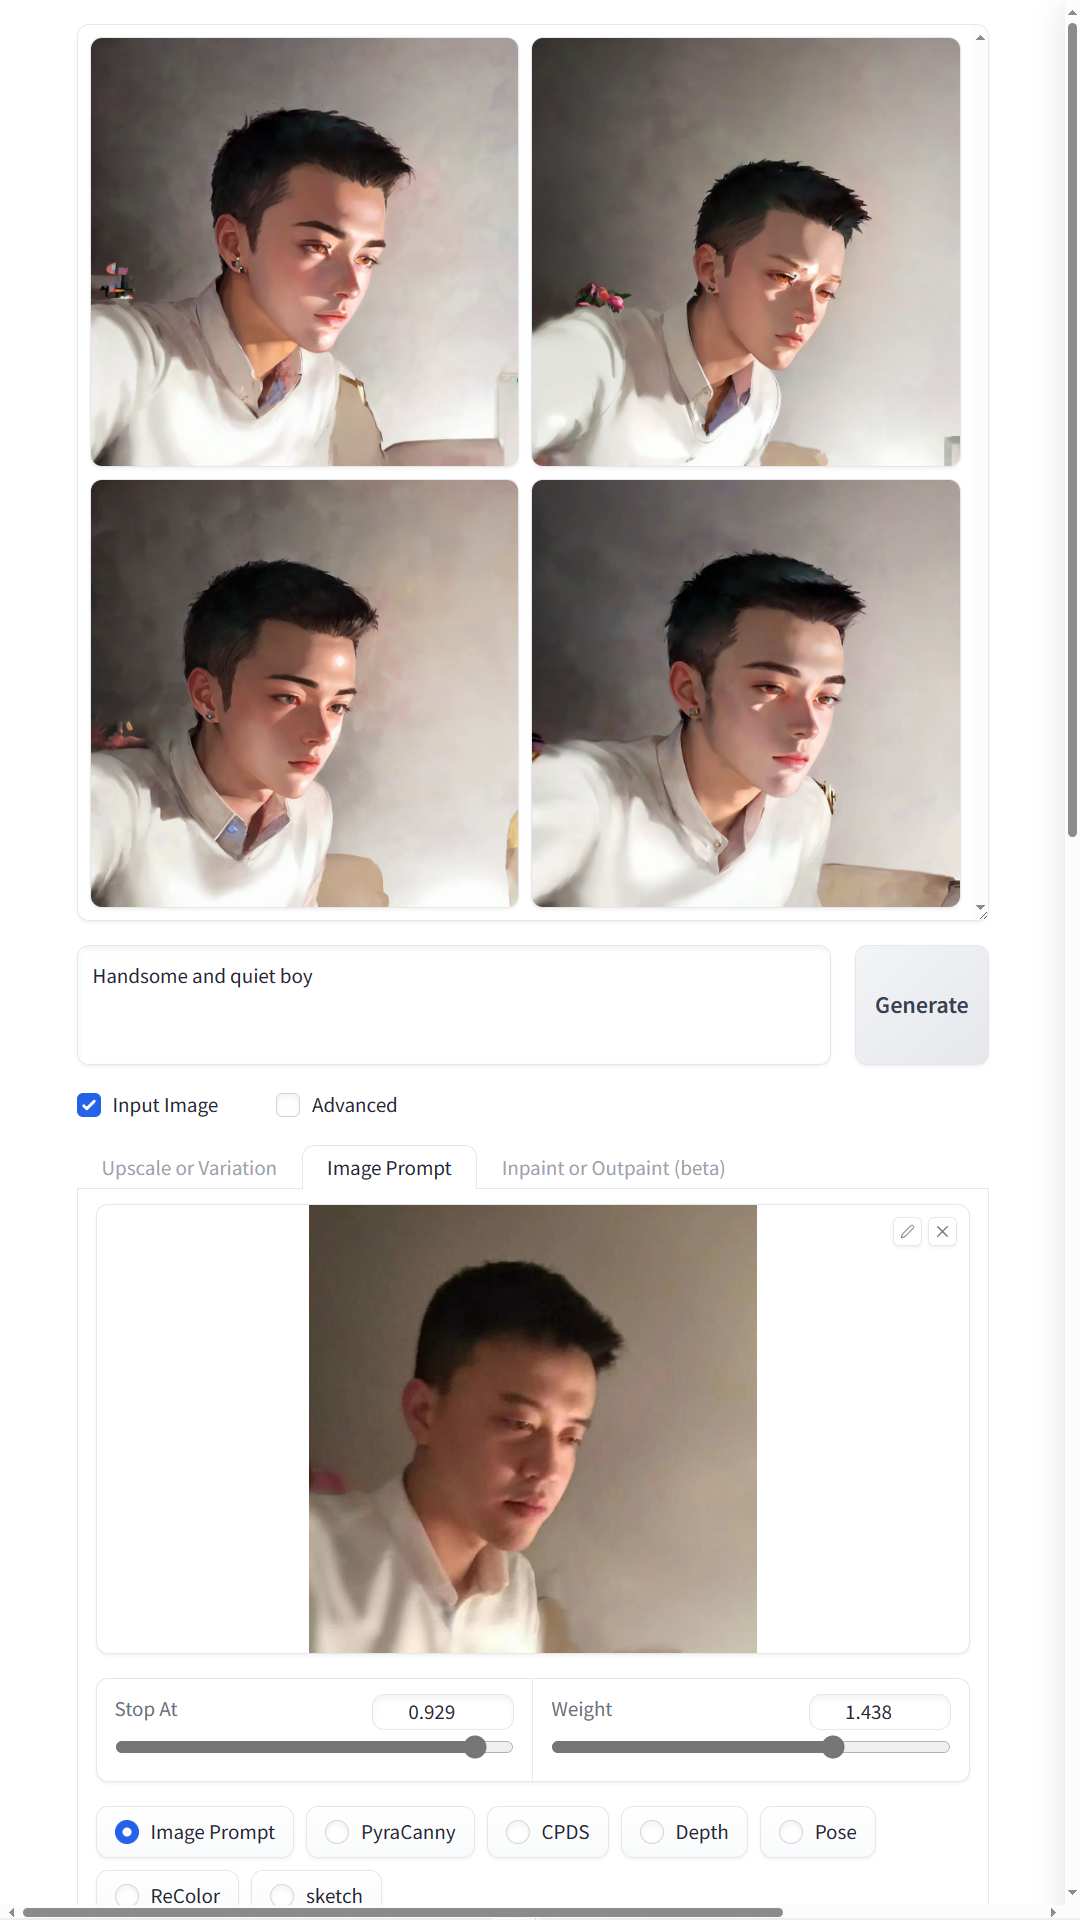 Handsome and quiet boy
Generate
Input Image
Advanced
Upscale or Variation
Image Prompt
Inpaint or Outpaint (beta)
Stop At
0.929
Weight
1.438
Image Prompt
PyraCanny
CPDS
Depth
Pose
ReColor
sketch